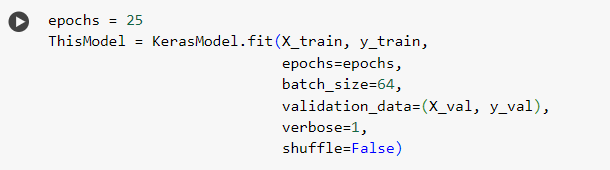 epochs = 25
ThisModel = KerasModel.fit(X_train, y_train,
epochs=epochs,
batch_size=64,
validation_data=(X_val, y_val),
verbose=1,
shuffle=False)